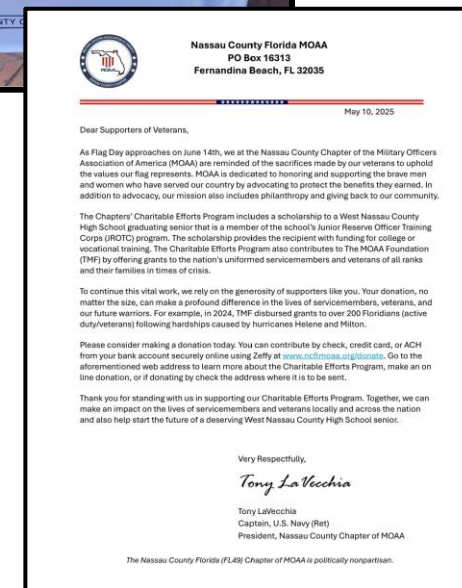 NTY C
Nassau County Florida MOAA
PO Box 16313
Fernandina Beach, FL 32035
May 10, 2025
Dear Supporters of Veterans,
As Flag Day approaches on June 14th, we at the Nassau County Chapter of the Military Officers
Association of America (MOAA) are reminded of the sacrifices made by our veterans to uphold
the values our flag represents. MOAA is dedicated to honoring and supporting the brave men
and women who have served our country by advocating to protect the benefits they earned. In
addition to advocacy, our mission also includes philanthropy and giving back to our community.
The Chapters' Charitable Efforts Program includes a scholarship to a West Nassau County
High School graduating senior that is a member of the school's Junior Reserve Officer Training
Corps (JROTC) program. The scholarship provides the recipient with funding for college or
vocational training. The Charitable Efforts Program also contributes to The MOAA Foundation
(TMF) by offering grants to the nation's uniformed servicemembers and veterans of all ranks
and their families in times of crisis.
To continue this vital work, we rely on the generosity of supporters like you. Your donation, no
matter the size, can make a profound difference in the lives of servicemembers, veterans, and
our future warriors. For example, in 2024, TMF disbursed grants to over 200 Floridians (active
duty/veterans) following hardships caused by hurricanes Helene and Milton.
Please consider making a donation today. You can contribute by check, credit card, or ACH
from your bank account securely online using Zeffy at www.ncflmoaa.org/donate. Go to the
aforementioned web address to learn more about the Charitable Efforts Program, make an on
line donation, or if donating by check the address where it is to be sent.
Thank you for standing with us in supporting our Charitable Efforts Program. Together, we can
make an impact on the lives of servicemembers and veterans locally and across the nation
and also help start the future of a deserving West Nassau County High School senior.
Very Respectfully,
Tony LaVecchia
Tony LaVecchia
Captain, U.S. Navy (Ret)
President, Nassau County Chapter of MOAA
The Nassau County Florida (FL49) Chapter of MOAA is politically nonpartisan.